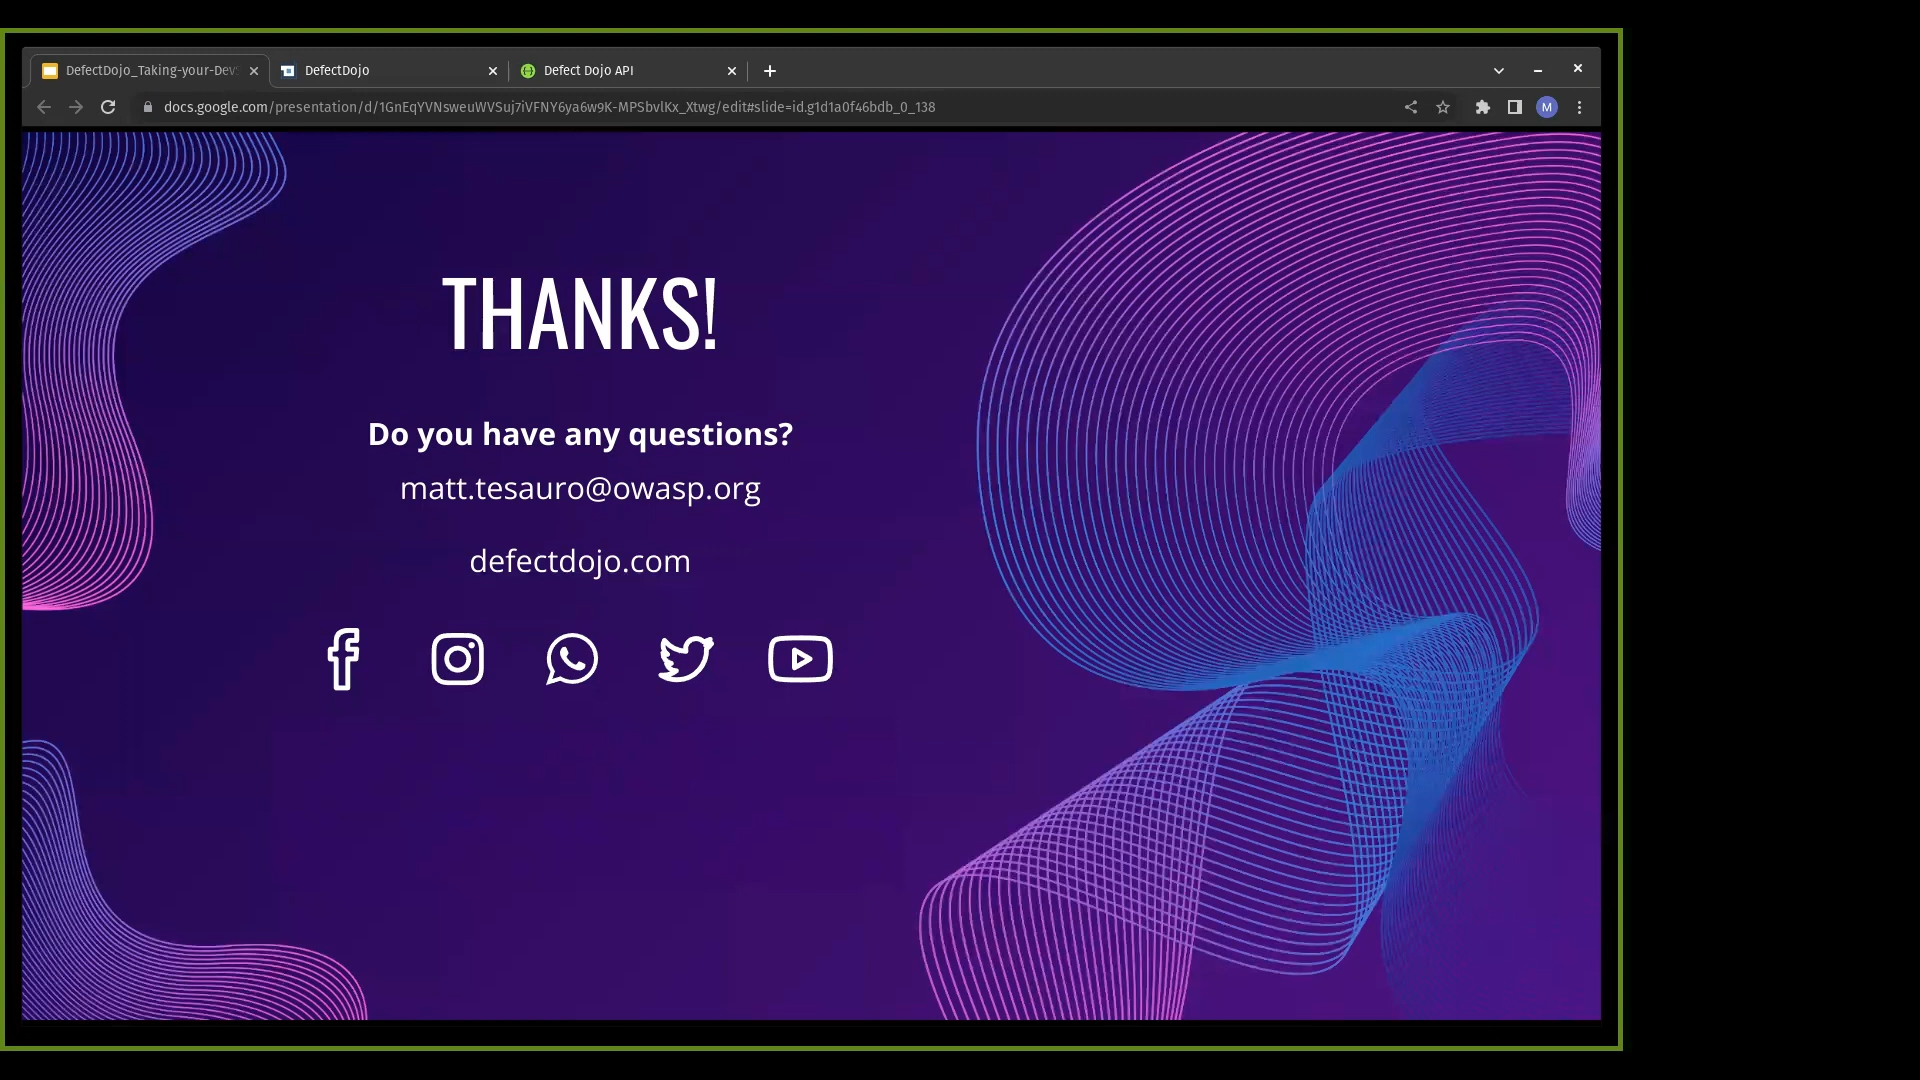 DefectDojo_Taking-your-Dev
DefectDojo
Defect Dojo API
docs.google.com/presentation/d/1GnEqYVNsweuWVSuj7iVFNY6ya6w9K-MPSbvlKx_Xtwg/edit#slide=id.g1d1a0f46bdb_0_138
M
THANKS!
Do you have any questions?
matt.tesauro@owasp.org
defectdojo.com